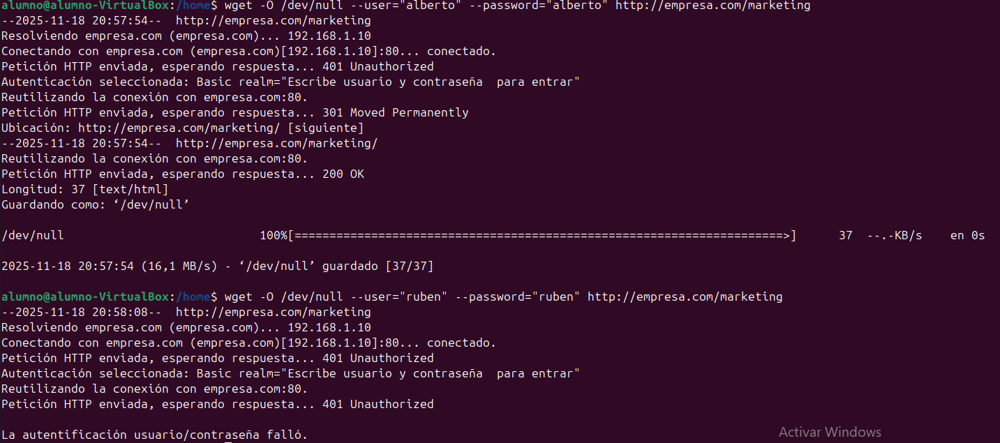 alumno@alumno-VirtualBox:/home$ wget -O /dev/null --user="alberto" --password="alberto" http://empresa.com/marketing
--2025-11-18 20:57:54--  http://empresa.com/marketing
Resolviendo empresa.com (empresa.com)... 192.168.1.10
Conectando con empresa.com (empresa.com)[192.168.1.10]:80... conectado.
Petición HTTP enviada, esperando respuesta... 401 Unauthorized
Autenticación seleccionada: Basic realm="Escribe usuario y contraseña  para entrar"
Reutilizando la conexión con empresa.com:80.
Petición HTTP enviada, esperando respuesta... 301 Moved Permanently
Ubicación: http://empresa.com/marketing/ [siguiente]
--2025-11-18 20:57:54--  http://empresa.com/marketing/
Reutilizando la conexión con empresa.com:80.
Petición HTTP enviada, esperando respuesta... 200 OK
Longitud: 37 [text/html]
Guardando como: ‘/dev/null’
/dev/null                            100%[======================================================================>]      37  --.-KB/s    en 0s
2025-11-18 20:57:54 (16,1 MB/s) - ‘/dev/null’ guardado [37/37]
alumno@alumno-VirtualBox:/home$ wget -O /dev/null --user="ruben" --password="ruben" http://empresa.com/marketing
--2025-11-18 20:58:08--  http://empresa.com/marketing
Resolviendo empresa.com (empresa.com)... 192.168.1.10
Conectando con empresa.com (empresa.com)[192.168.1.10]:80... conectado.
Petición HTTP enviada, esperando respuesta... 401 Unauthorized
Autenticación seleccionada: Basic realm="Escribe usuario y contraseña  para entrar"
Reutilizando la conexión con empresa.com:80.
Petición HTTP enviada, esperando respuesta... 401 Unauthorized
La autentificación usuario/contraseña falló.
Activar Windows